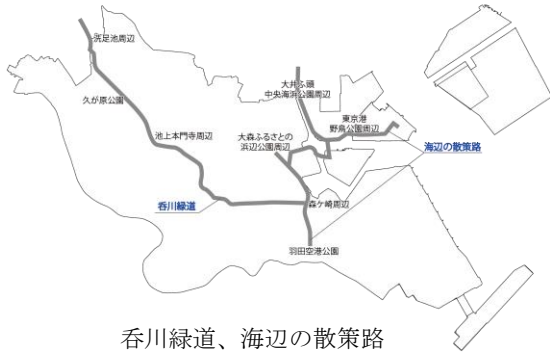 洗足池周辺
久が原公園
池上本門寺周辺
大井ふ頭
中央海浜公園周辺
東京港
野鳥公園周辺
大森ふるさとの
浜辺公園周辺
海辺の散策路
呑川緑道
森ケ崎周辺
羽田空港公園
呑川緑道、海辺の散策路